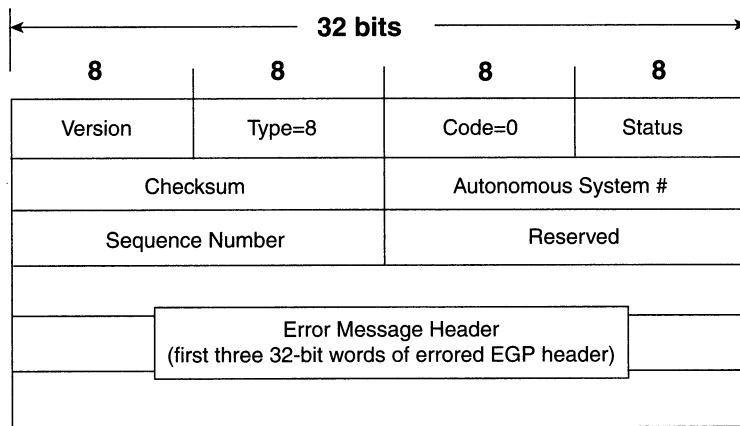 32 bits
8 8 8 8
Version Type=8 Code=0 Status
Checksum Autonomous System #
Sequence Number Reserved
Error Message Header
(first three 32-bit words of errored EGP header)